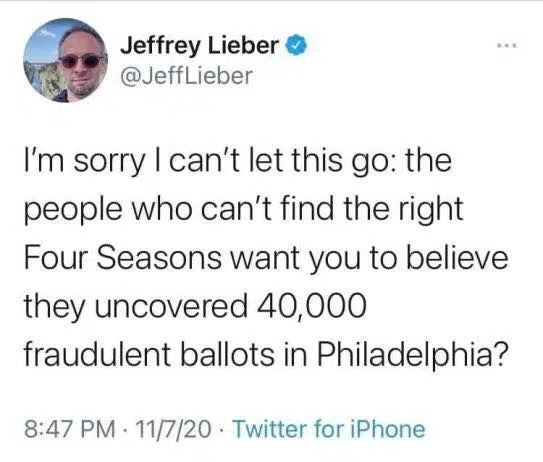 Jeffrey Lieber
@JeffLieber
I'm sorry I can't let this go: the
people who can't find the right
Four Seasons want you to believe
they uncovered 40,000
fraudulent ballots in Philadelphia?
8:47 PM · 11/7/20 · Twitter for iPhone